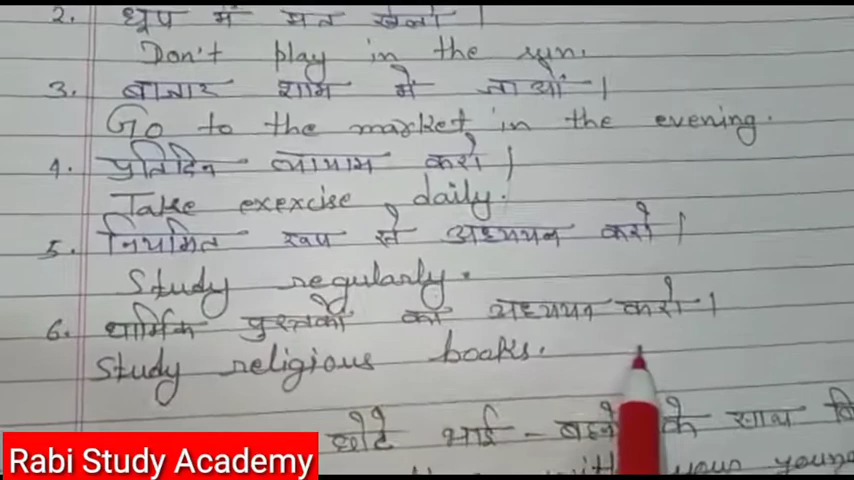 2. धूप में मत खेलो।
Don't play in the sun.
3. बाजार शाम में जाओ।
Go to the market in the evening.
4. प्रतिदिन व्यायाम करो।
Take exexcise daily.
5. नियमित रूप से अध्ययन करो।
Study regularly.
6. धार्मिक पुस्तकों का अध्ययन करो।
Study religious books.
छोटे भाई - बहनों के साथ
with your
Rabi Study Academy